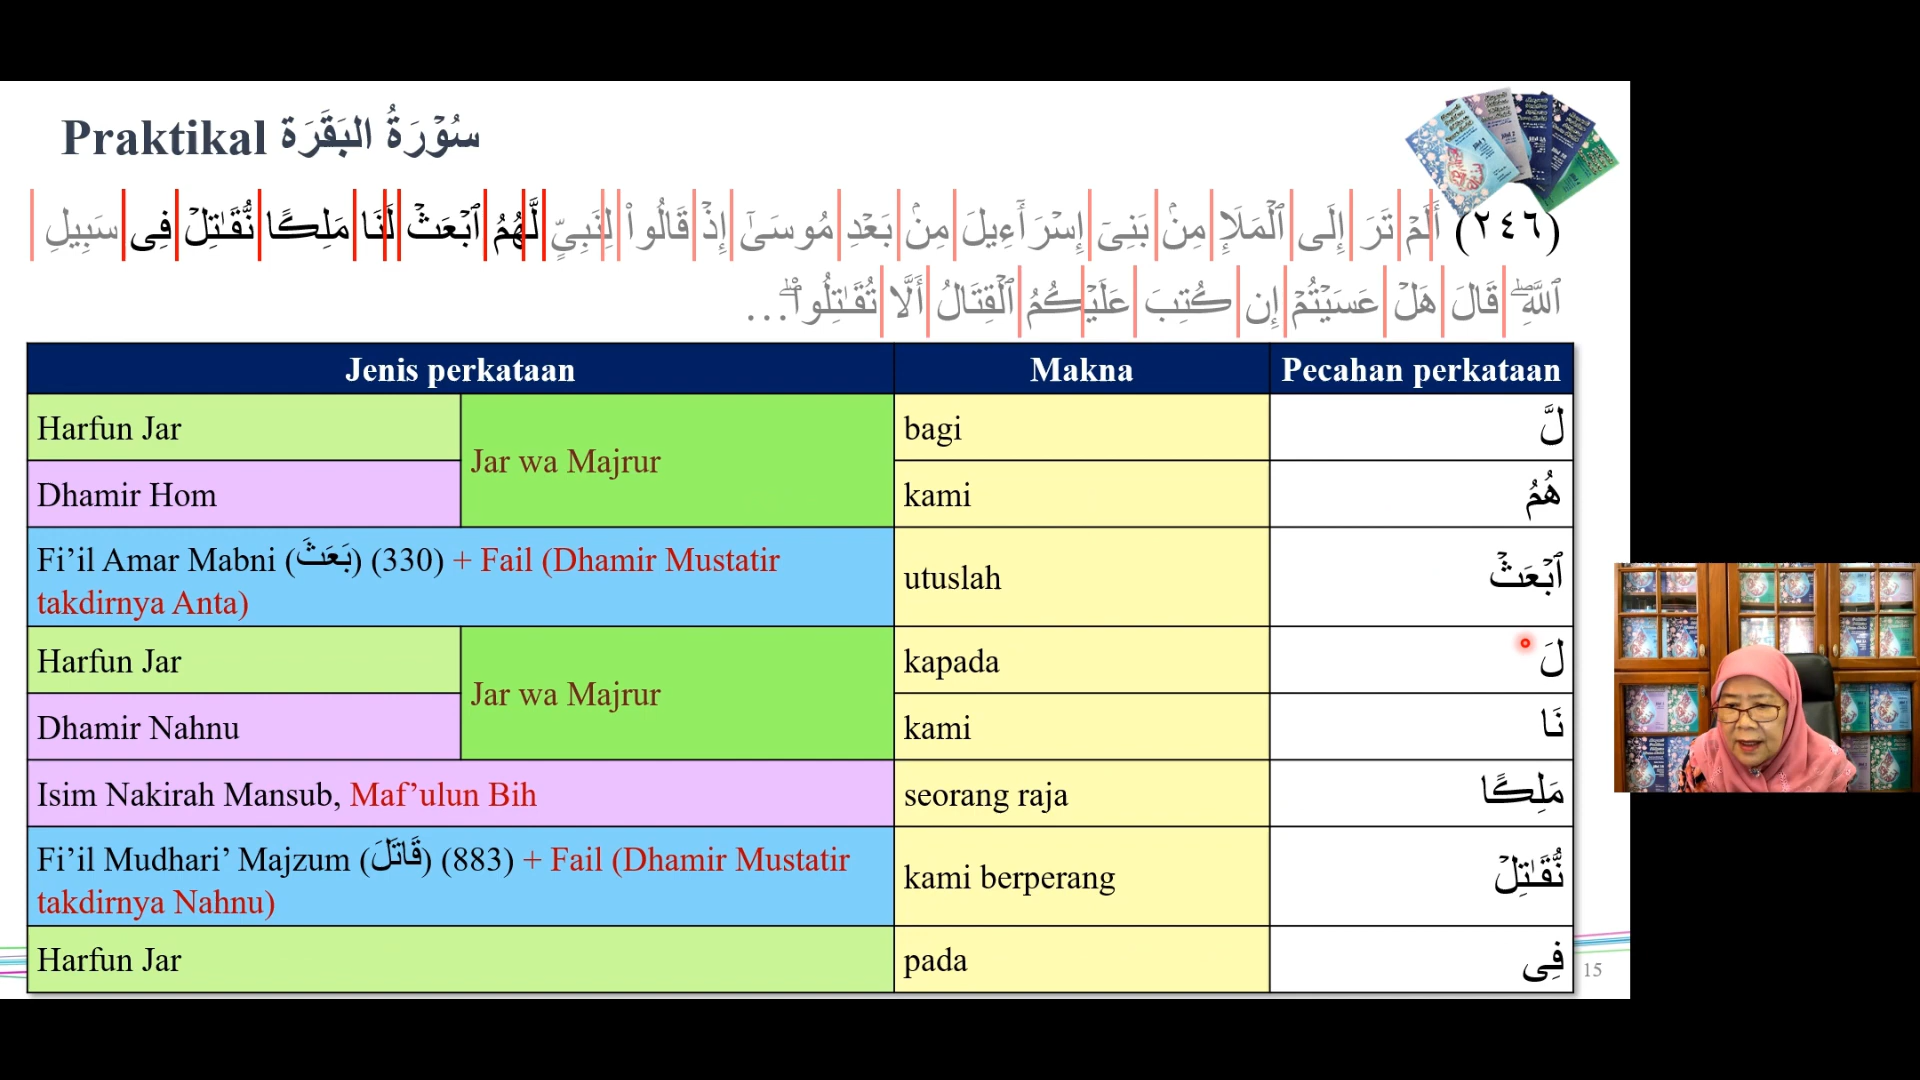 Praktikal سُوْرَةُ البَقَرَة
(٢٤٦) أَلَمْ تَرَ إِلَى ٱلْمَلَإِ مِنۢ بَنِىٓ إِسْرَٰٓءِيلَ مِنۢ بَعْدِ مُوسَىٰٓ إِذْ قَالُوا۟ لِنَبِىٍّ لَّهُمُ ٱبْعَثْ لَنَا مَلِكًا نُّقَـٰتِلْ فِى سَبِيلِ
ٱللَّهِ ۖ قَالَ هَلْ عَسَيْتُمْ إِن كُتِبَ عَلَيْكُمُ ٱلْقِتَالُ أَلَّا تُقَـٰتِلُوا۟ ۖ ...
Jenis perkataan Makna Pecahan perkataan
Harfun Jar Jar wa Majrur bagi لَّ
Dhamir Hom kami هُمُ
Fi’il Amar Mabni (بَعَثَ) (330) + Fail (Dhamir Mustatir
takdirnya Anta) utuslah ٱبْعَثْ
Harfun Jar Jar wa Majrur kapada لَ
Dhamir Nahnu kami نَا
Isim Nakirah Mansub, Maf’ulun Bih seorang raja مَلِكًا
Fi’il Mudhari’ Majzum (قَاتَلَ) (883) + Fail (Dhamir Mustatir
takdirnya Nahnu) kami berperang نُّقَـٰتِلْ
Harfun Jar pada فِى
15